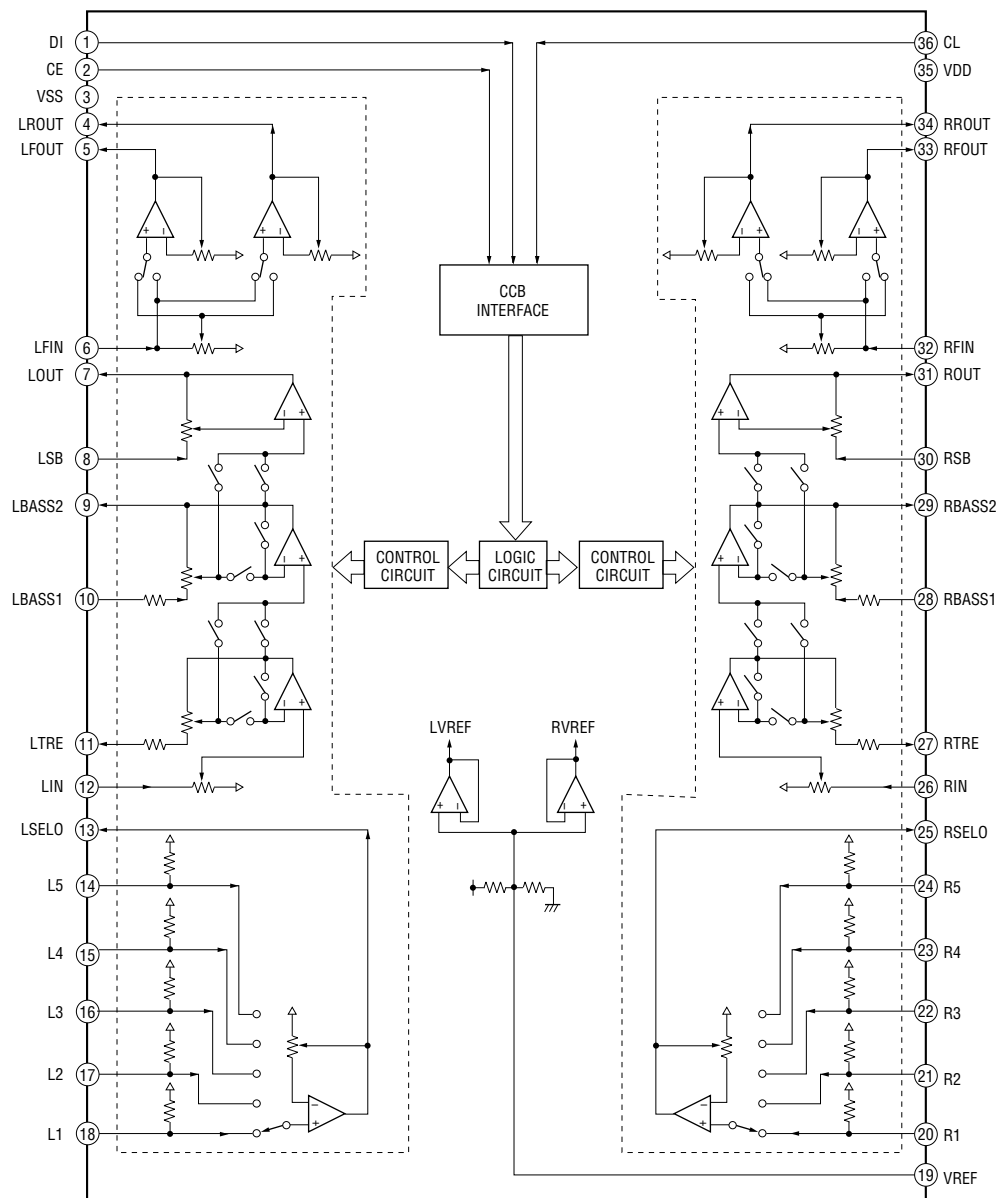 DI 1
CE 2
VSS 3
LROUT 4
LFOUT 5
LFIN 6
LOUT 7
LSB 8
LBASS2 9
LBASS1 10
LTRE 11
LIN 12
LSELO 13
L5 14
L4 15
L3 16
L2 17
L1 18
CCB
INTERFACE
CONTROL
CIRCUIT
LOGIC
CIRCUIT
CONTROL
CIRCUIT
LVREF
RVREF
36 CL
35 VDD
34 RROUT
33 RFOUT
32 RFIN
31 ROUT
30 RSB
29 RBASS2
28 RBASS1
27 RTRE
26 RIN
25 RSELO
24 R5
23 R4
22 R3
21 R2
20 R1
19 VREF